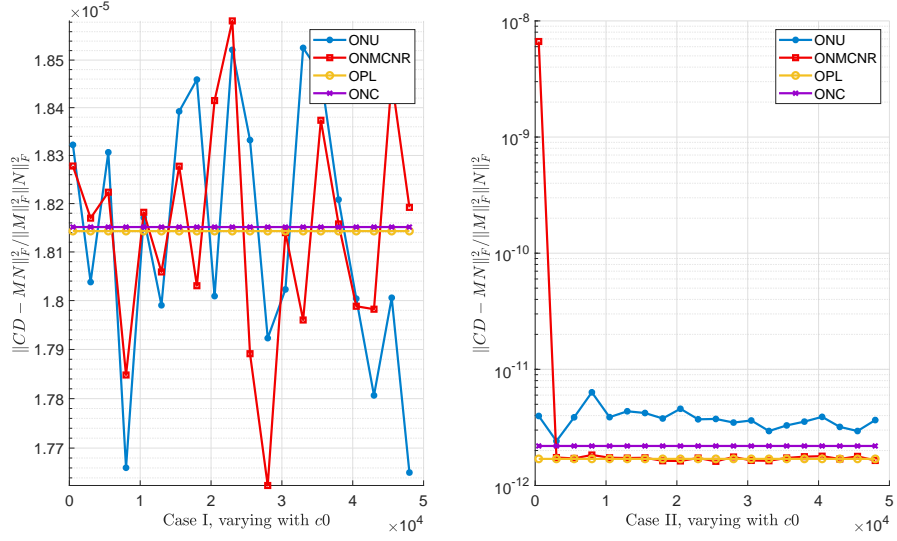 ×10⁻⁵
1.85
1.84
1.83
1.82
1.81
1.8
1.79
1.78
1.77
||CD − MN||²_F/||M||²_F||N||²_F
0 1 2 3 4 5
×10⁴
Case I, varying with c0
ONU
ONMCNR
OPL
ONC
10⁻⁸
10⁻⁹
10⁻¹⁰
10⁻¹¹
10⁻¹²
||CD − MN||²_F/||M||²_F||N||²_F
0 1 2 3 4 5
×10⁴
Case II, varying with c0
ONU
ONMCNR
OPL
ONC